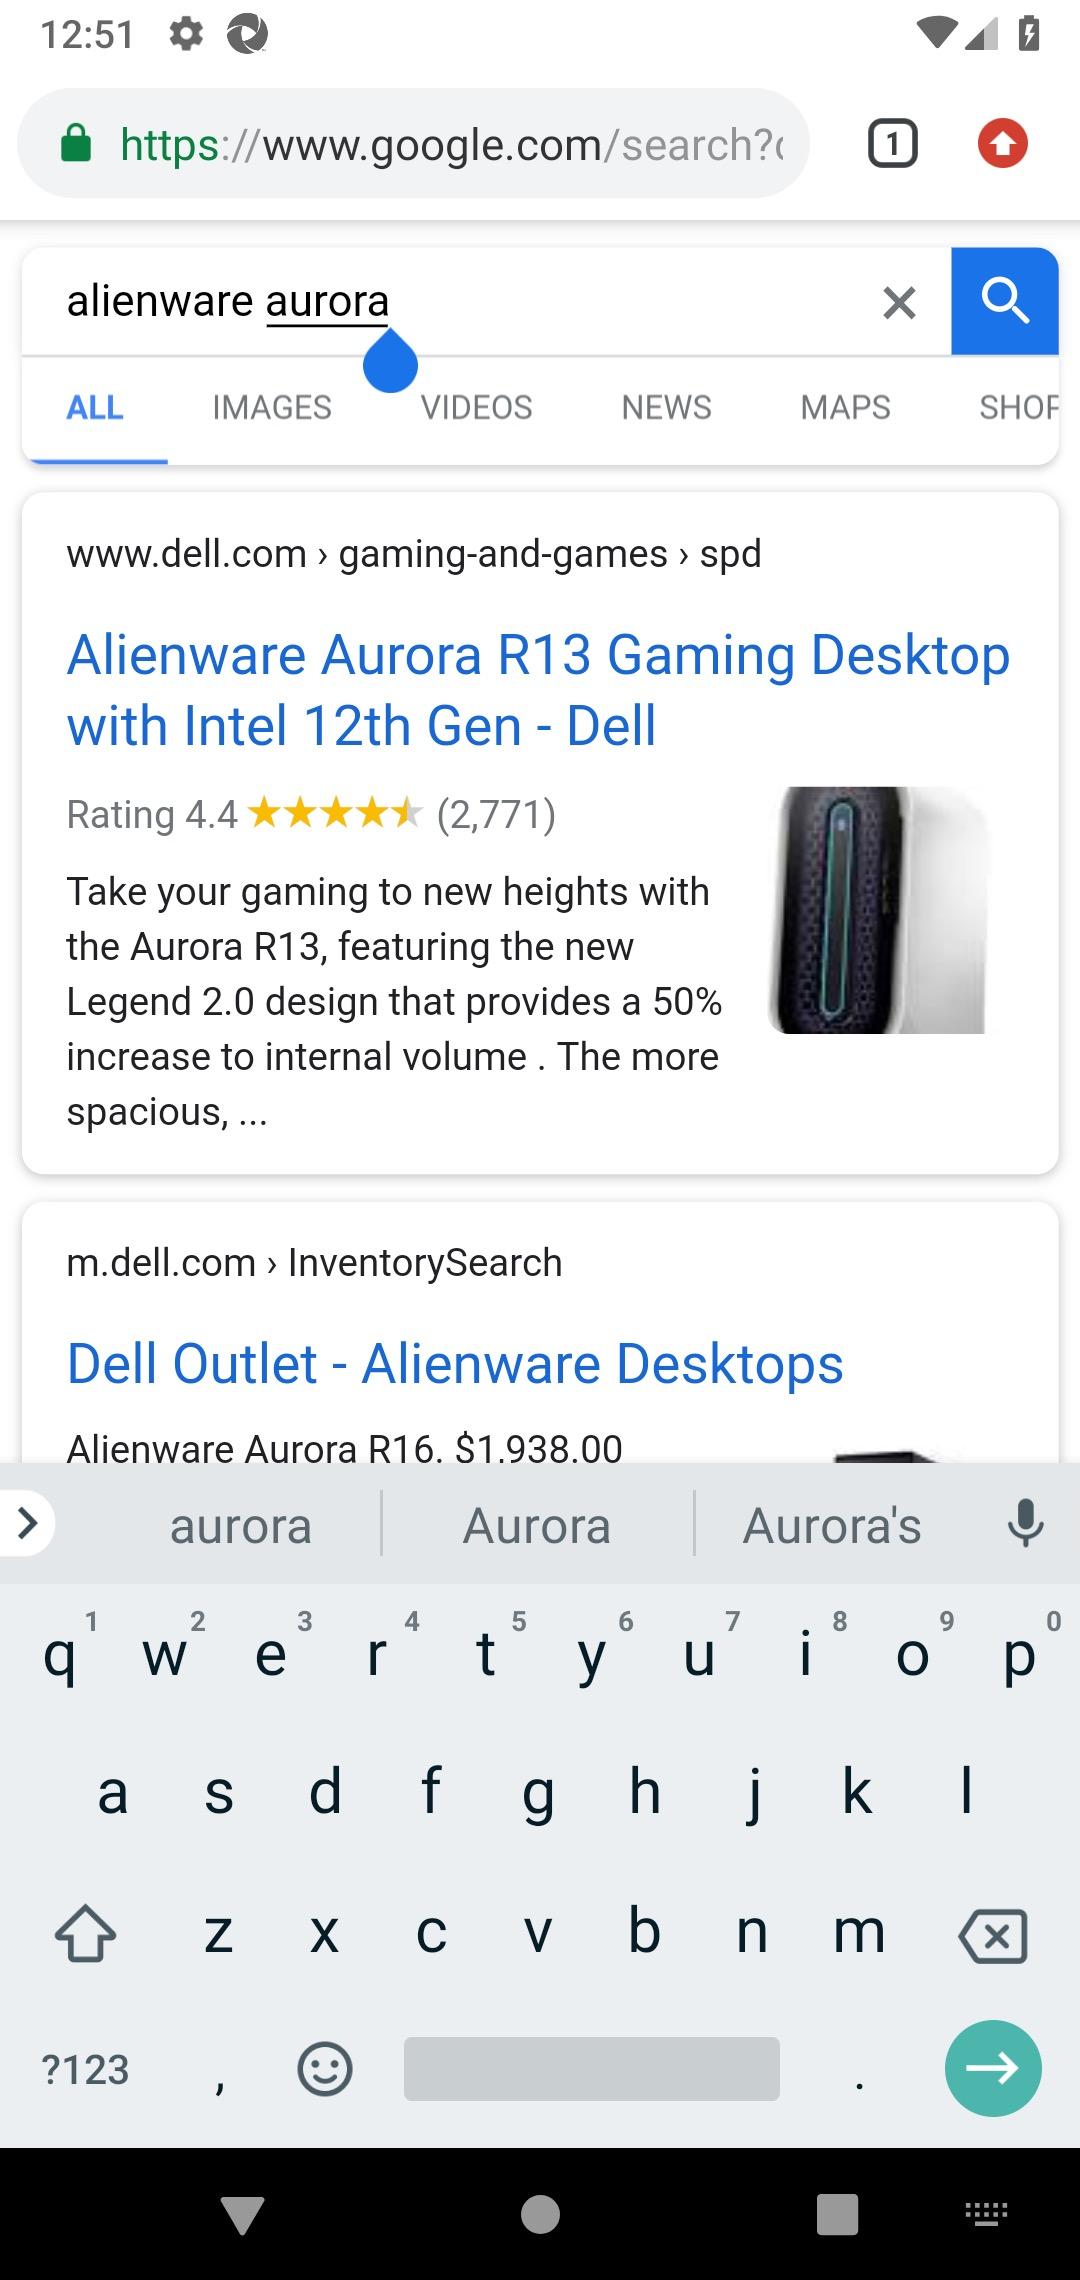 12:51
https://www.google.com/search?
1
alienware aurora
ALL IMAGES VIDEOS NEWS MAPS SHOP
www.dell.com › gaming-and-games › spd
Alienware Aurora R13 Gaming Desktop
with Intel 12th Gen - Dell
Rating 4.4 ★★★★★ (2,771)
Take your gaming to new heights with
the Aurora R13, featuring the new
Legend 2.0 design that provides a 50%
increase to internal volume . The more
spacious, ...
m.dell.com › InventorySearch
Dell Outlet - Alienware Desktops
Alienware Aurora R16. $1,938.00
aurora Aurora Aurora's
q 1 w 2 e 3 r 4 t 5 y 6 u 7 i 8 o 9 p 0
a s d f g h j k l
z x c v b n m
?123 , .